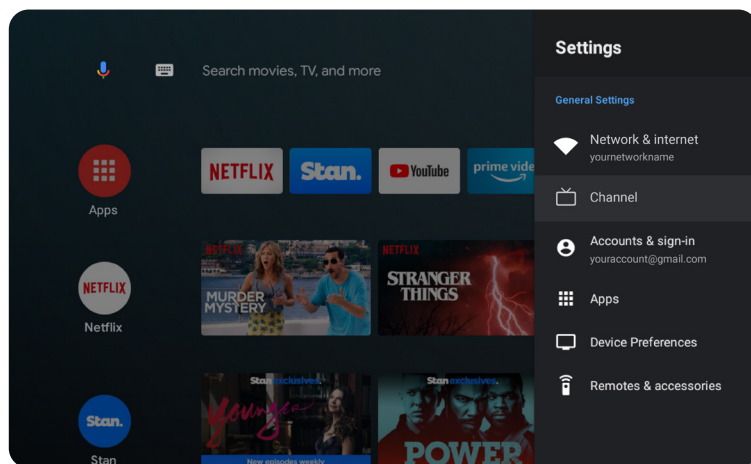 Search movies, TV, and more
Settings
General Settings
Network & internet
yournetworkname
Channel
Accounts & sign-in
youraccount@gmail.com
Apps
Device Preferences
Remotes & accessories
Apps
NETFLIX
Stan.
YouTube
prime vide
NETFLIX
Netflix
NETFLIX
MURDER
MYSTERY
NETFLIX
STRANGER
THINGS
Stan.
Stan
Stan exclusives.
Younger
New episodes weekly
Stan exclusives.
POWER